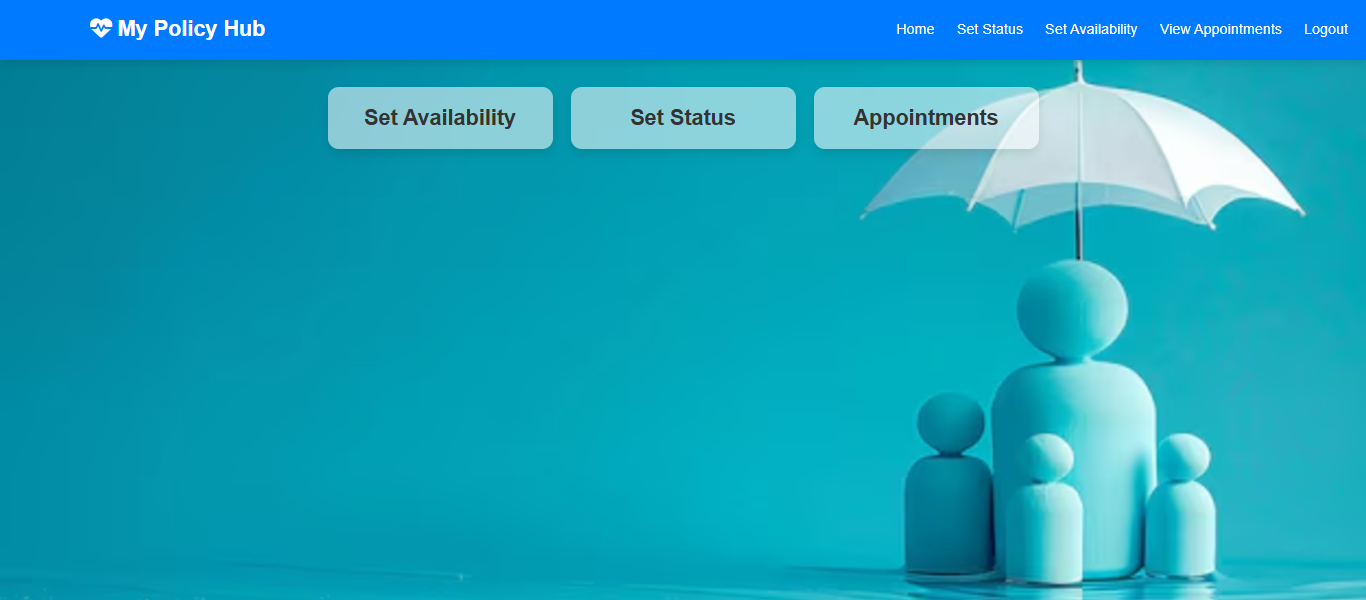 My Policy Hub
Home Set Status Set Availability View Appointments Logout
Set Availability Set Status Appointments